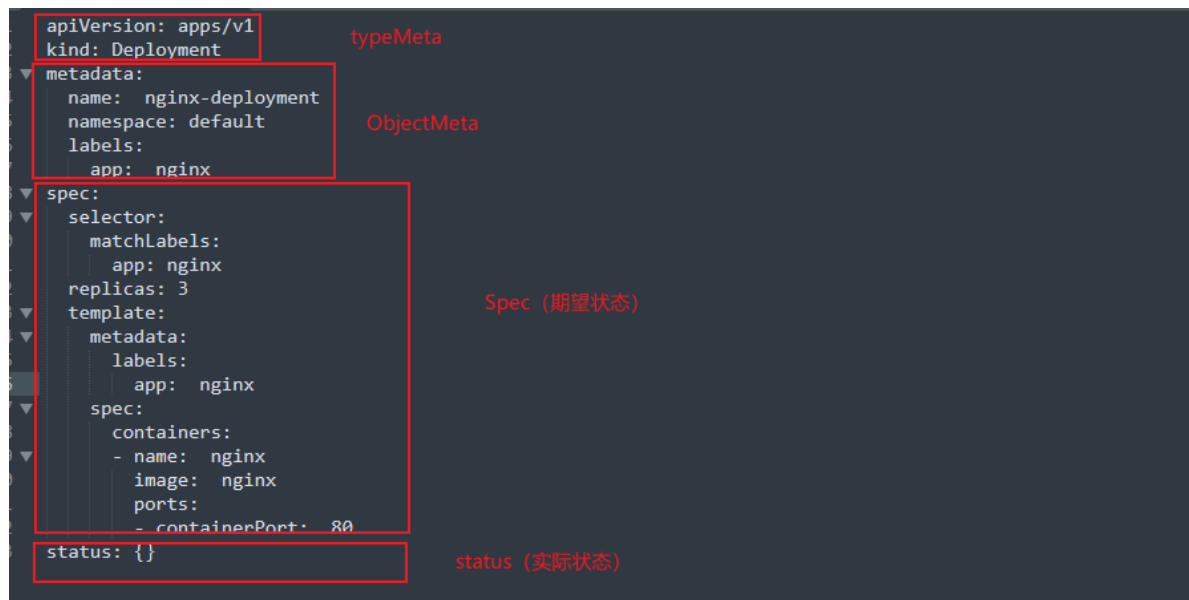 apiVersion: apps/v1
kind: Deployment
typeMeta
metadata:
name:  nginx-deployment
namespace: default
ObjectMeta
labels:
app:  nginx
spec:
selector:
matchLabels:
app: nginx
replicas: 3
Spec（期望状态）
template:
metadata:
labels:
app:  nginx
spec:
containers:
- name:  nginx
image:  nginx
ports:
- containerPort:  80
status: {}
status（实际状态）